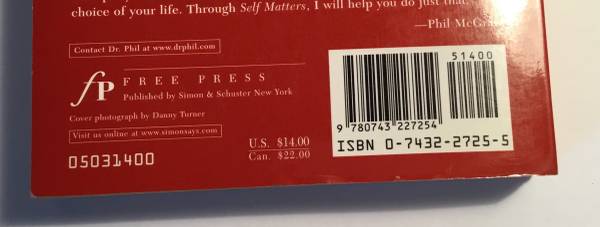 choice of your life. Through Self Matters, I will help you do just that."
—Phil McGraw
Contact Dr. Phil at www.drphil.com
fP FREE PRESS
Published by Simon & Schuster New York
Cover photograph by Danny Turner
Visit us online at www.simonsays.com
05031400
U.S. $14.00
Can. $22.00
51400
9 780743 227254
ISBN 0-7432-2725-5